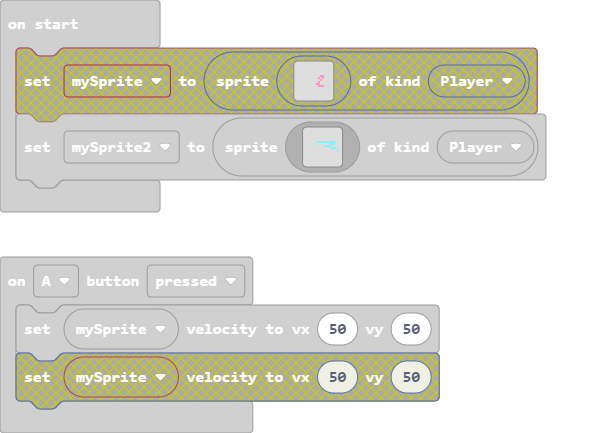 on start
set mySprite to sprite of kind Player
set mySprite2 to sprite of kind Player
on A button pressed
set mySprite velocity to vx 50 vy 50
set mySprite velocity to vx 50 vy 50